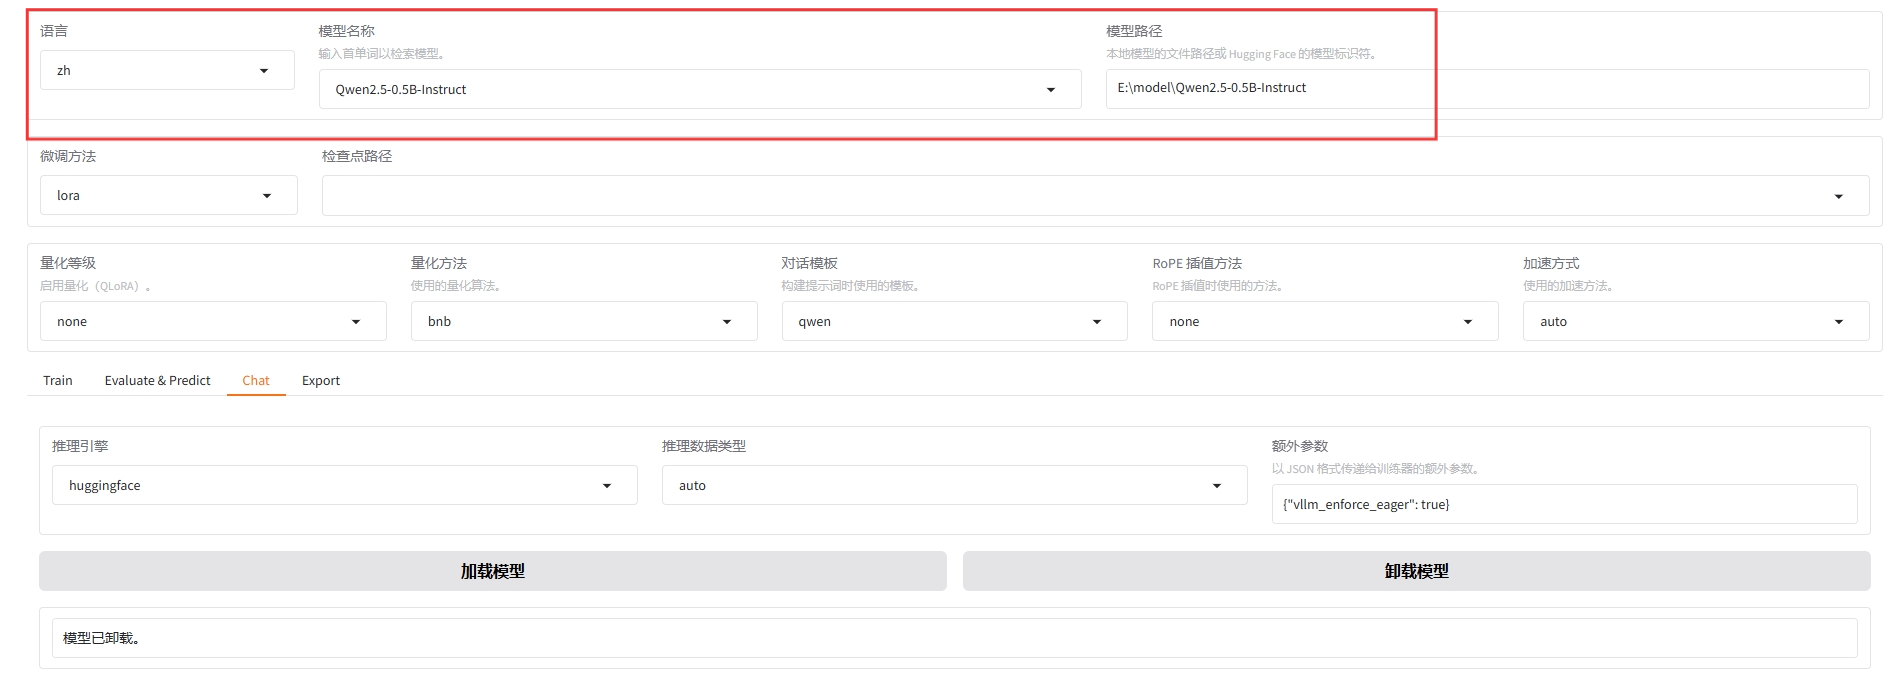 语言
zh
模型名称
输入首单词以检索模型。
Qwen2.5-0.5B-Instruct
模型路径
本地模型的文件路径或 Hugging Face 的模型标识符。
E:\model\Qwen2.5-0.5B-Instruct
微调方法
lora
检查点路径
量化等级
启用量化（QLoRA）。
none
量化方法
使用的量化算法。
bnb
对话模板
构建提示词时使用的模板。
qwen
RoPE 插值方法
RoPE 插值时使用的方法。
none
加速方式
使用的加速方法。
auto
Train
Evaluate & Predict
Chat
Export
推理引擎
huggingface
推理数据类型
auto
额外参数
以 JSON 格式传递给训练器的额外参数。
{"vllm_enforce_eager": true}
加载模型
卸载模型
模型已卸载。